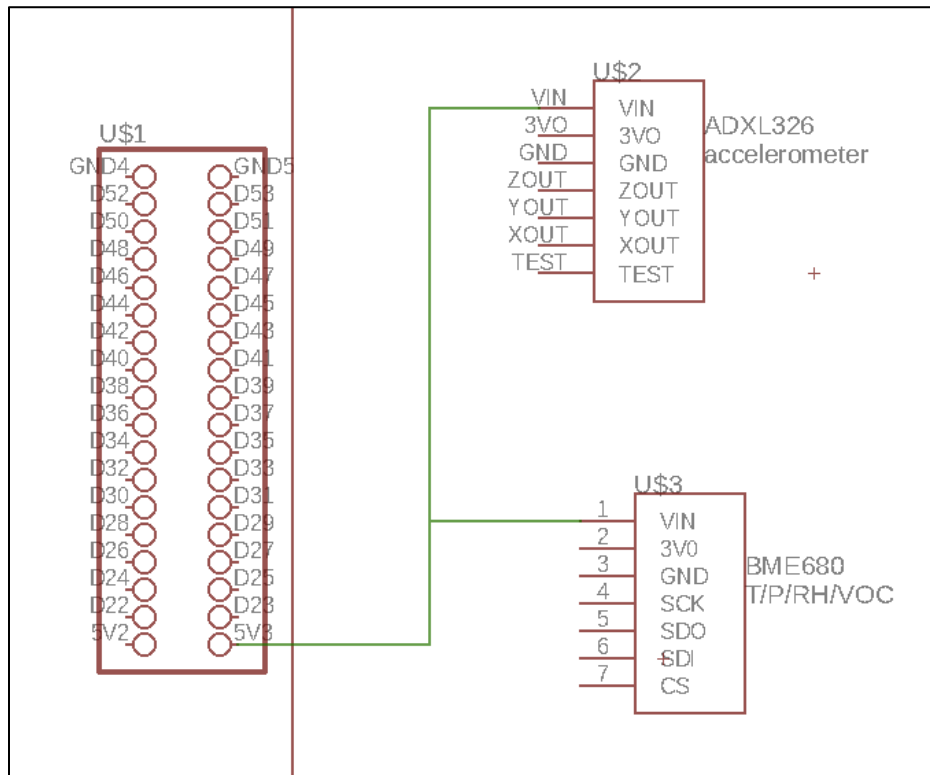 U$1
GND4 GND5
D52 D53
D50 D51
D48 D49
D46 D47
D44 D45
D42 D43
D40 D41
D38 D39
D36 D37
D34 D35
D32 D33
D30 D31
D28 D29
D26 D27
D24 D25
D22 D23
5V2 5V3
U$2
VIN VIN
3VO 3VO
GND GND
ZOUT ZOUT
YOUT YOUT
XOUT XOUT
TEST TEST
ADXL326
accelerometer
U$3
1 VIN
2 3V0
3 GND
4 SCK
5 SDO
6 SDI
7 CS
BME680
T/P/RH/VOC